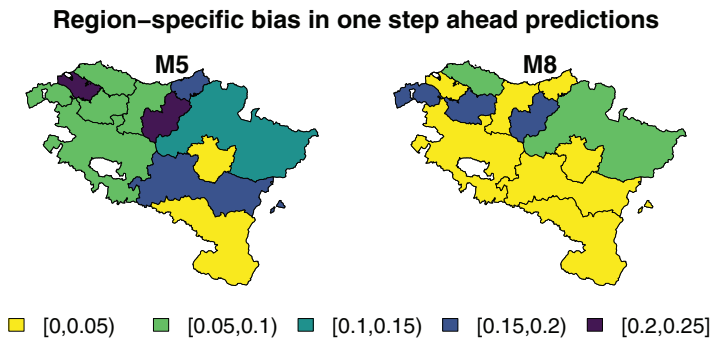 Region−specific bias in one step ahead predictions
M5 M8
[0,0.05) [0.05,0.1) [0.1,0.15) [0.15,0.2) [0.2,0.25]